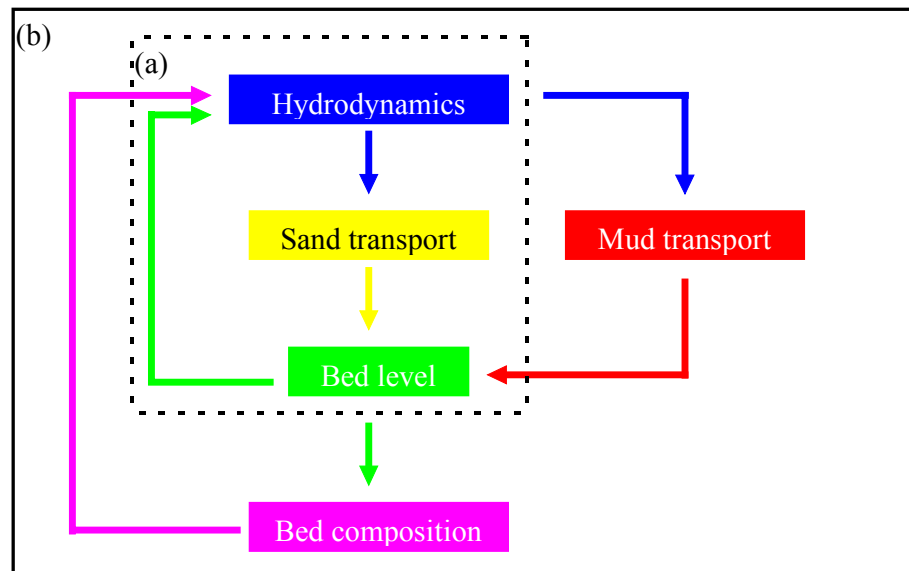 (b)
(a)
Hydrodynamics
Sand transport
Mud transport
Bed level
Bed composition